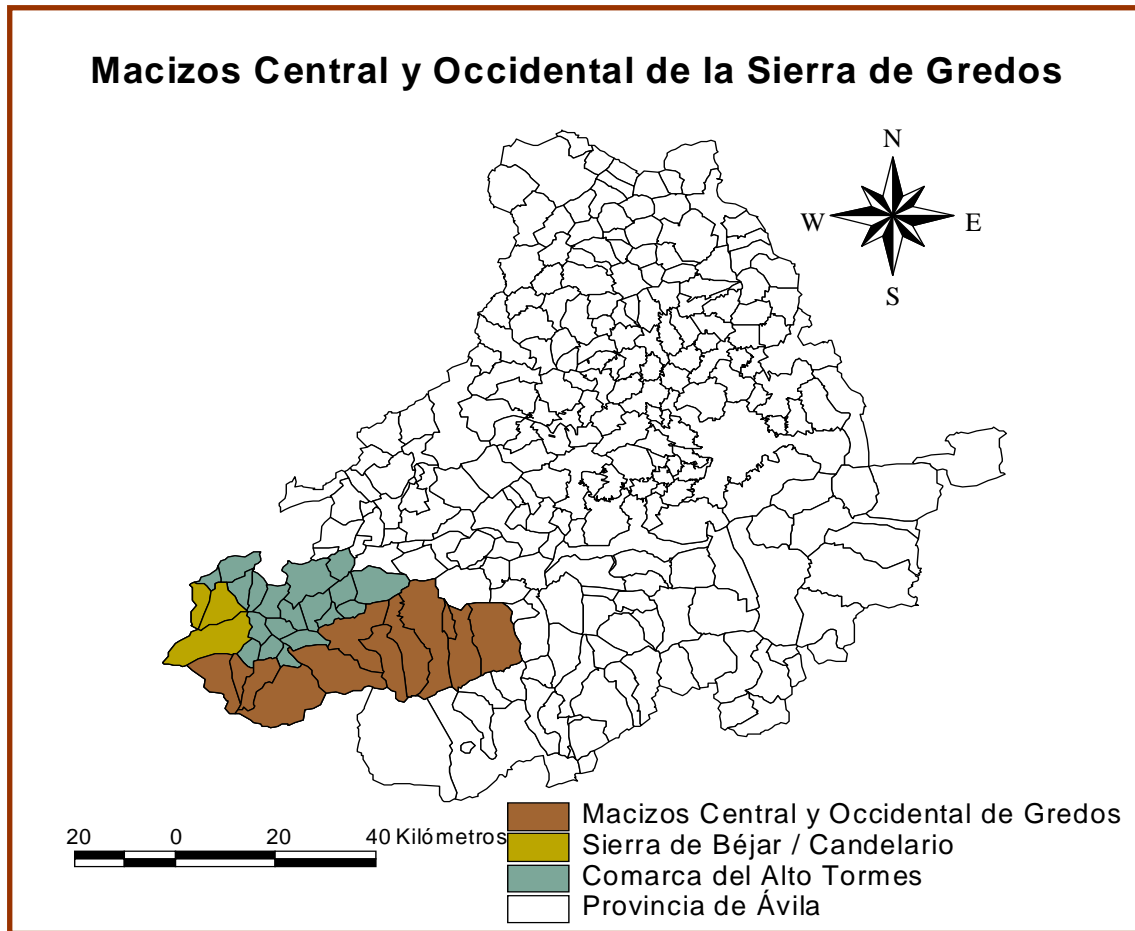 Macizos Central y Occidental de la Sierra de Gredos
N
W E
S
20 0 20 40 Kilómetros
Macizos Central y Occidental de Gredos
Sierra de Béjar / Candelario
Comarca del Alto Tormes
Provincia de Ávila